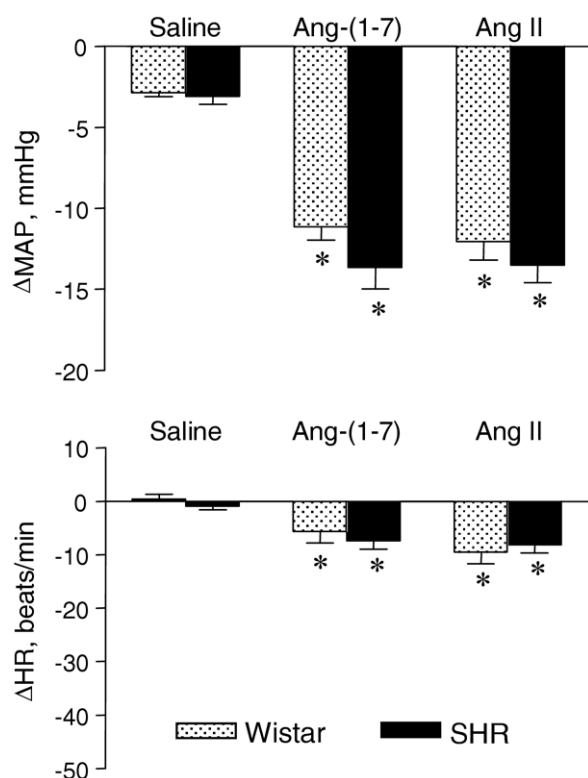 Saline Ang-(1-7) Ang II
0
-5
-10
-15
-20
ΔMAP, mmHg
* * * *
Saline Ang-(1-7) Ang II
10
0
-10
-20
-30
-40
-50
ΔHR, beats/min
* * * *
Wistar SHR